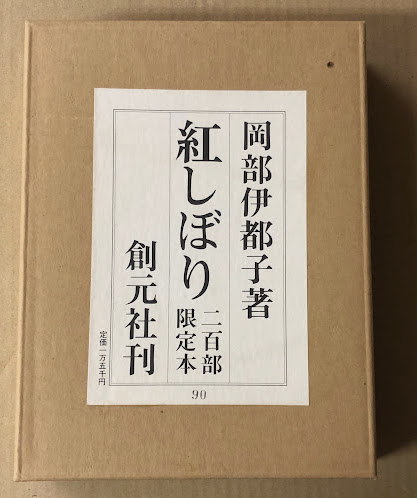 岡部伊都子著
紅しぼり
二百部
限定本
創元社刊
定価一万五千円
90